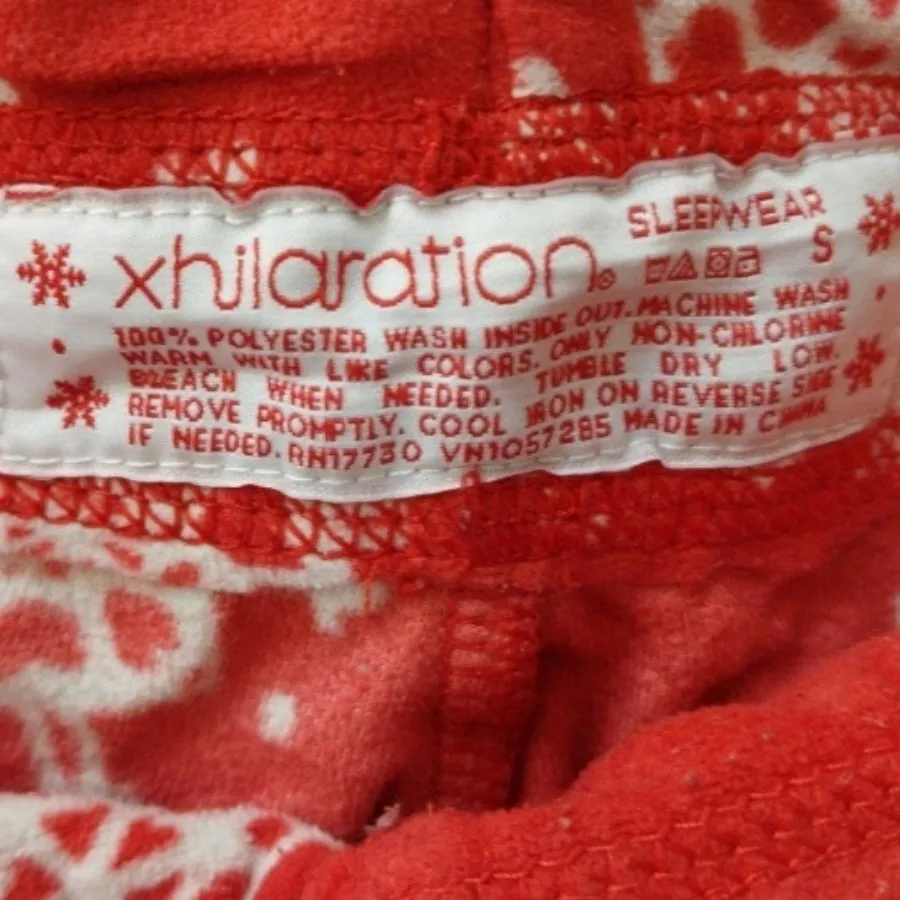 SLEEPWEAR
xhilaration® S
100% POLYESTER WASH INSIDE OUT. MACHINE WASH
WARM WITH LIKE COLORS. ONLY NON-CHLORINE
BLEACH WHEN NEEDED. TUMBLE DRY LOW.
REMOVE PROMPTLY. COOL IRON ON REVERSE SIDE
IF NEEDED. RN17730 VN1057285 MADE IN CHINA